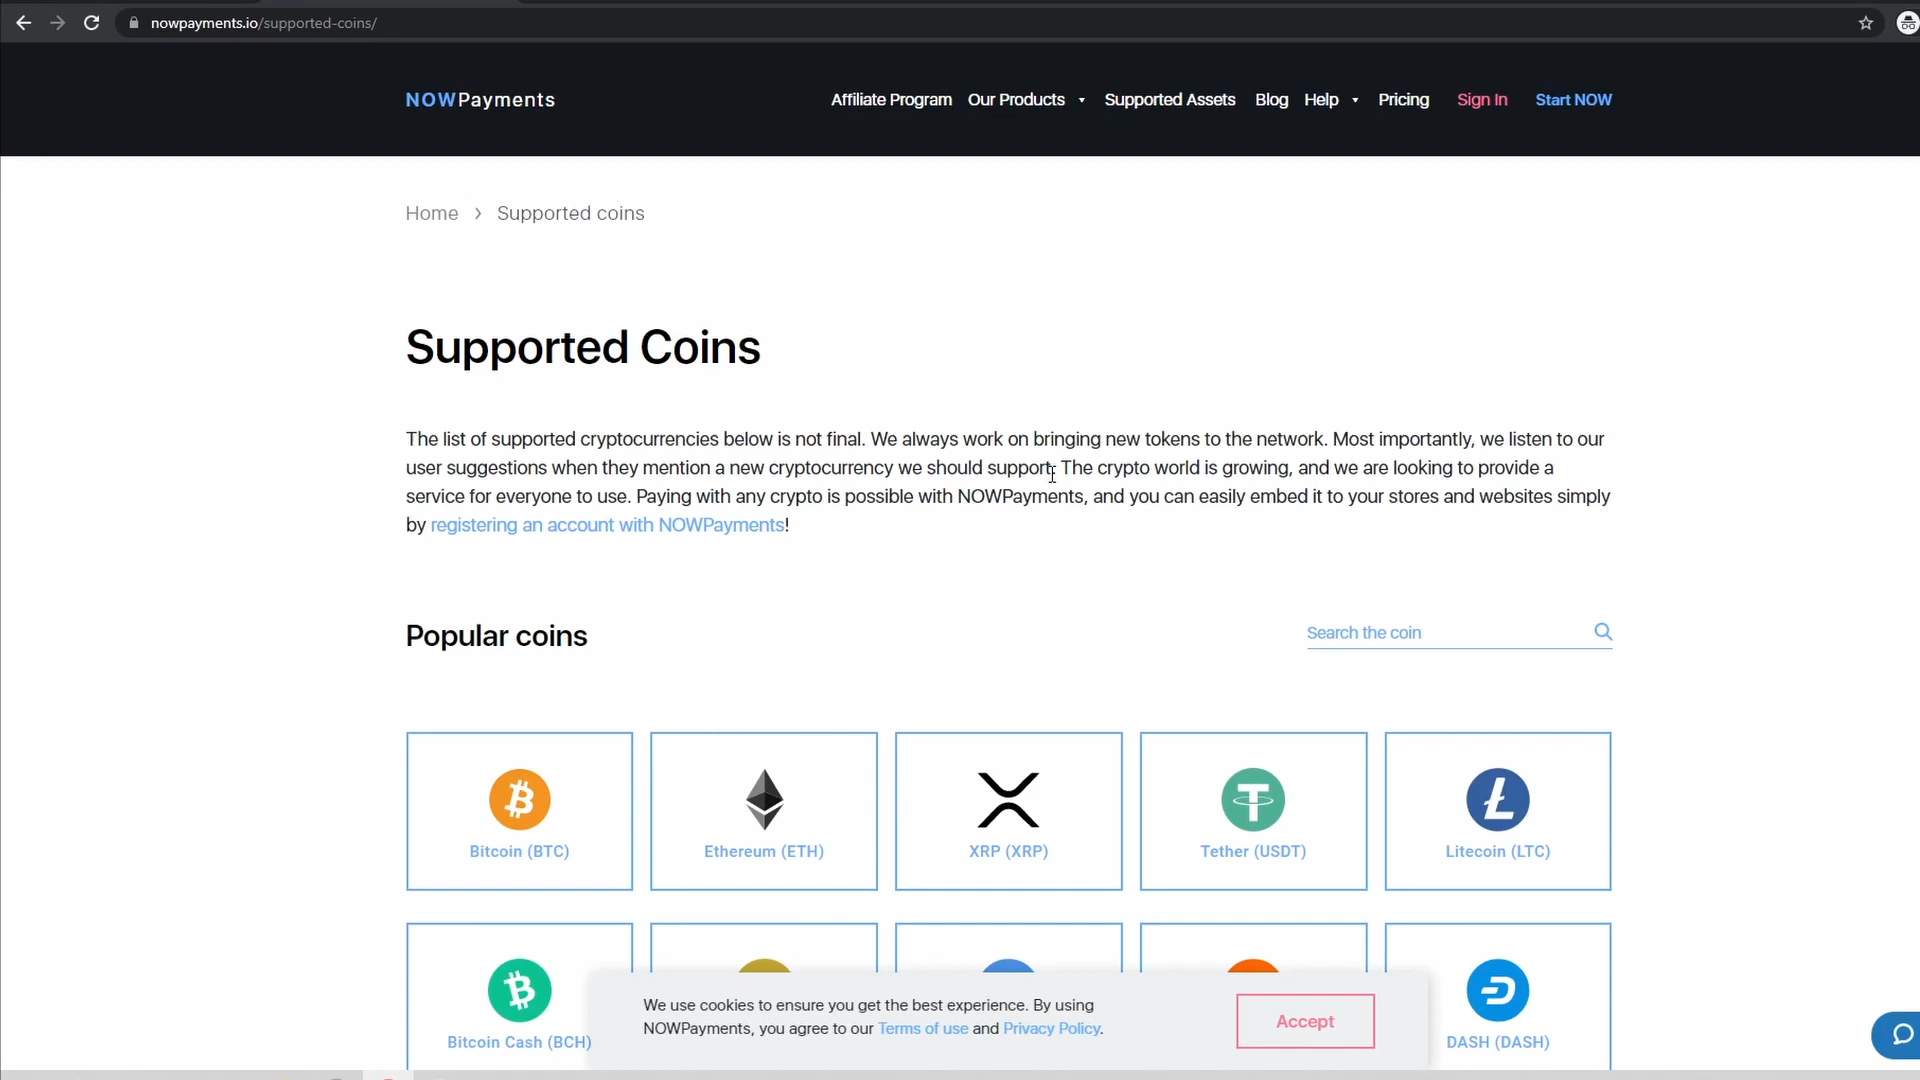 nowpayments.io/supported-coins/
NOWPayments
Affiliate Program Our Products Supported Assets Blog Help Pricing Sign In Start NOW
Home > Supported coins
Supported Coins
The list of supported cryptocurrencies below is not final. We always work on bringing new tokens to the network. Most importantly, we listen to our
user suggestions when they mention a new cryptocurrency we should support. The crypto world is growing, and we are looking to provide a
service for everyone to use. Paying with any crypto is possible with NOWPayments, and you can easily embed it to your stores and websites simply
by registering an account with NOWPayments!
Popular coins
Search the coin
Bitcoin (BTC) Ethereum (ETH) XRP (XRP) Tether (USDT) Litecoin (LTC)
Bitcoin Cash (BCH) DASH (DASH)
We use cookies to ensure you get the best experience. By using
NOWPayments, you agree to our Terms of use and Privacy Policy.
Accept